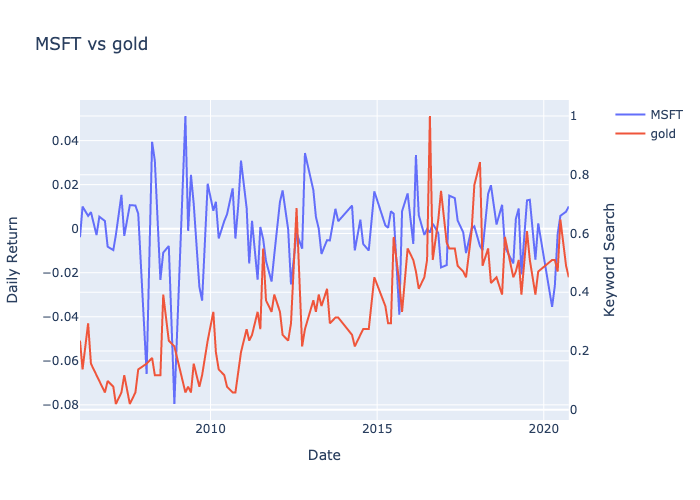 MSFT vs gold
MSFT
gold
0.04
0.02
0
−0.02
−0.04
−0.06
−0.08
1
0.8
0.6
0.4
0.2
0
2010
2015
2020
Date
Daily Return
Keyword Search